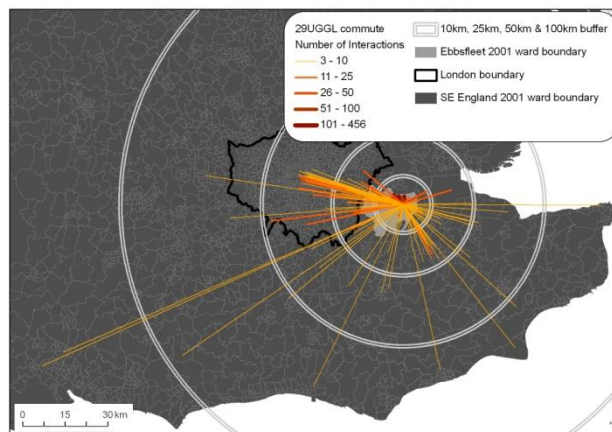 29UGGL commute
Number of Interactions
3 - 10
11 - 25
26 - 50
51 - 100
101 - 456
10km, 25km, 50km & 100km buffer
Ebbsfleet 2001 ward boundary
London boundary
SE England 2001 ward boundary
0 15 30 km